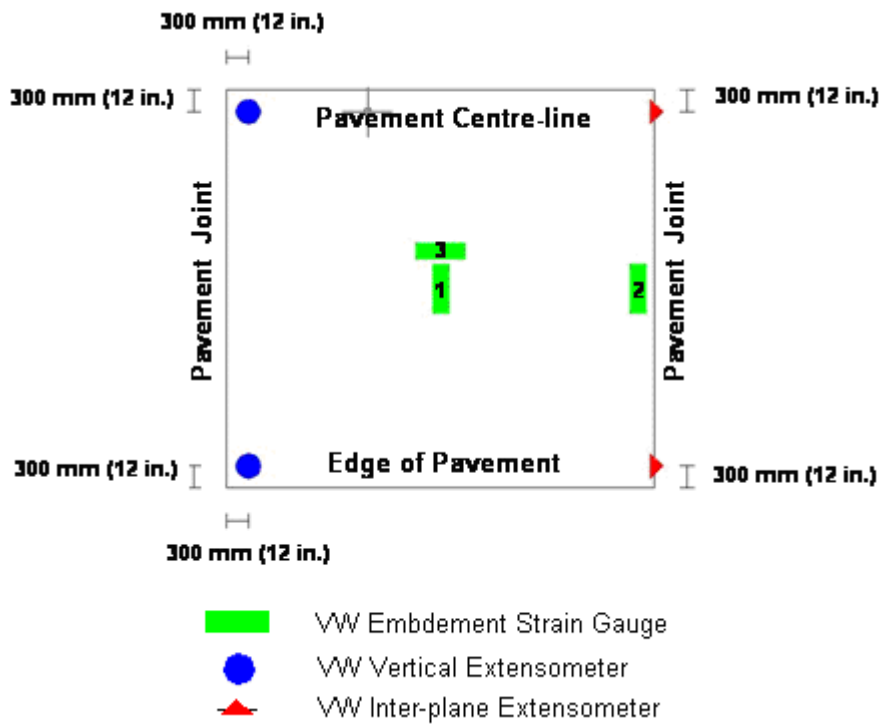 300 mm (12 in.)
300 mm (12 in.)
300 mm (12 in.)
Pavement Centre-line
Pavement Joint
Pavement Joint
3
1
2
300 mm (12 in.)
Edge of Pavement
300 mm (12 in.)
300 mm (12 in.)
VW Embdement Strain Gauge
VW Vertical Extensometer
VW Inter-plane Extensometer